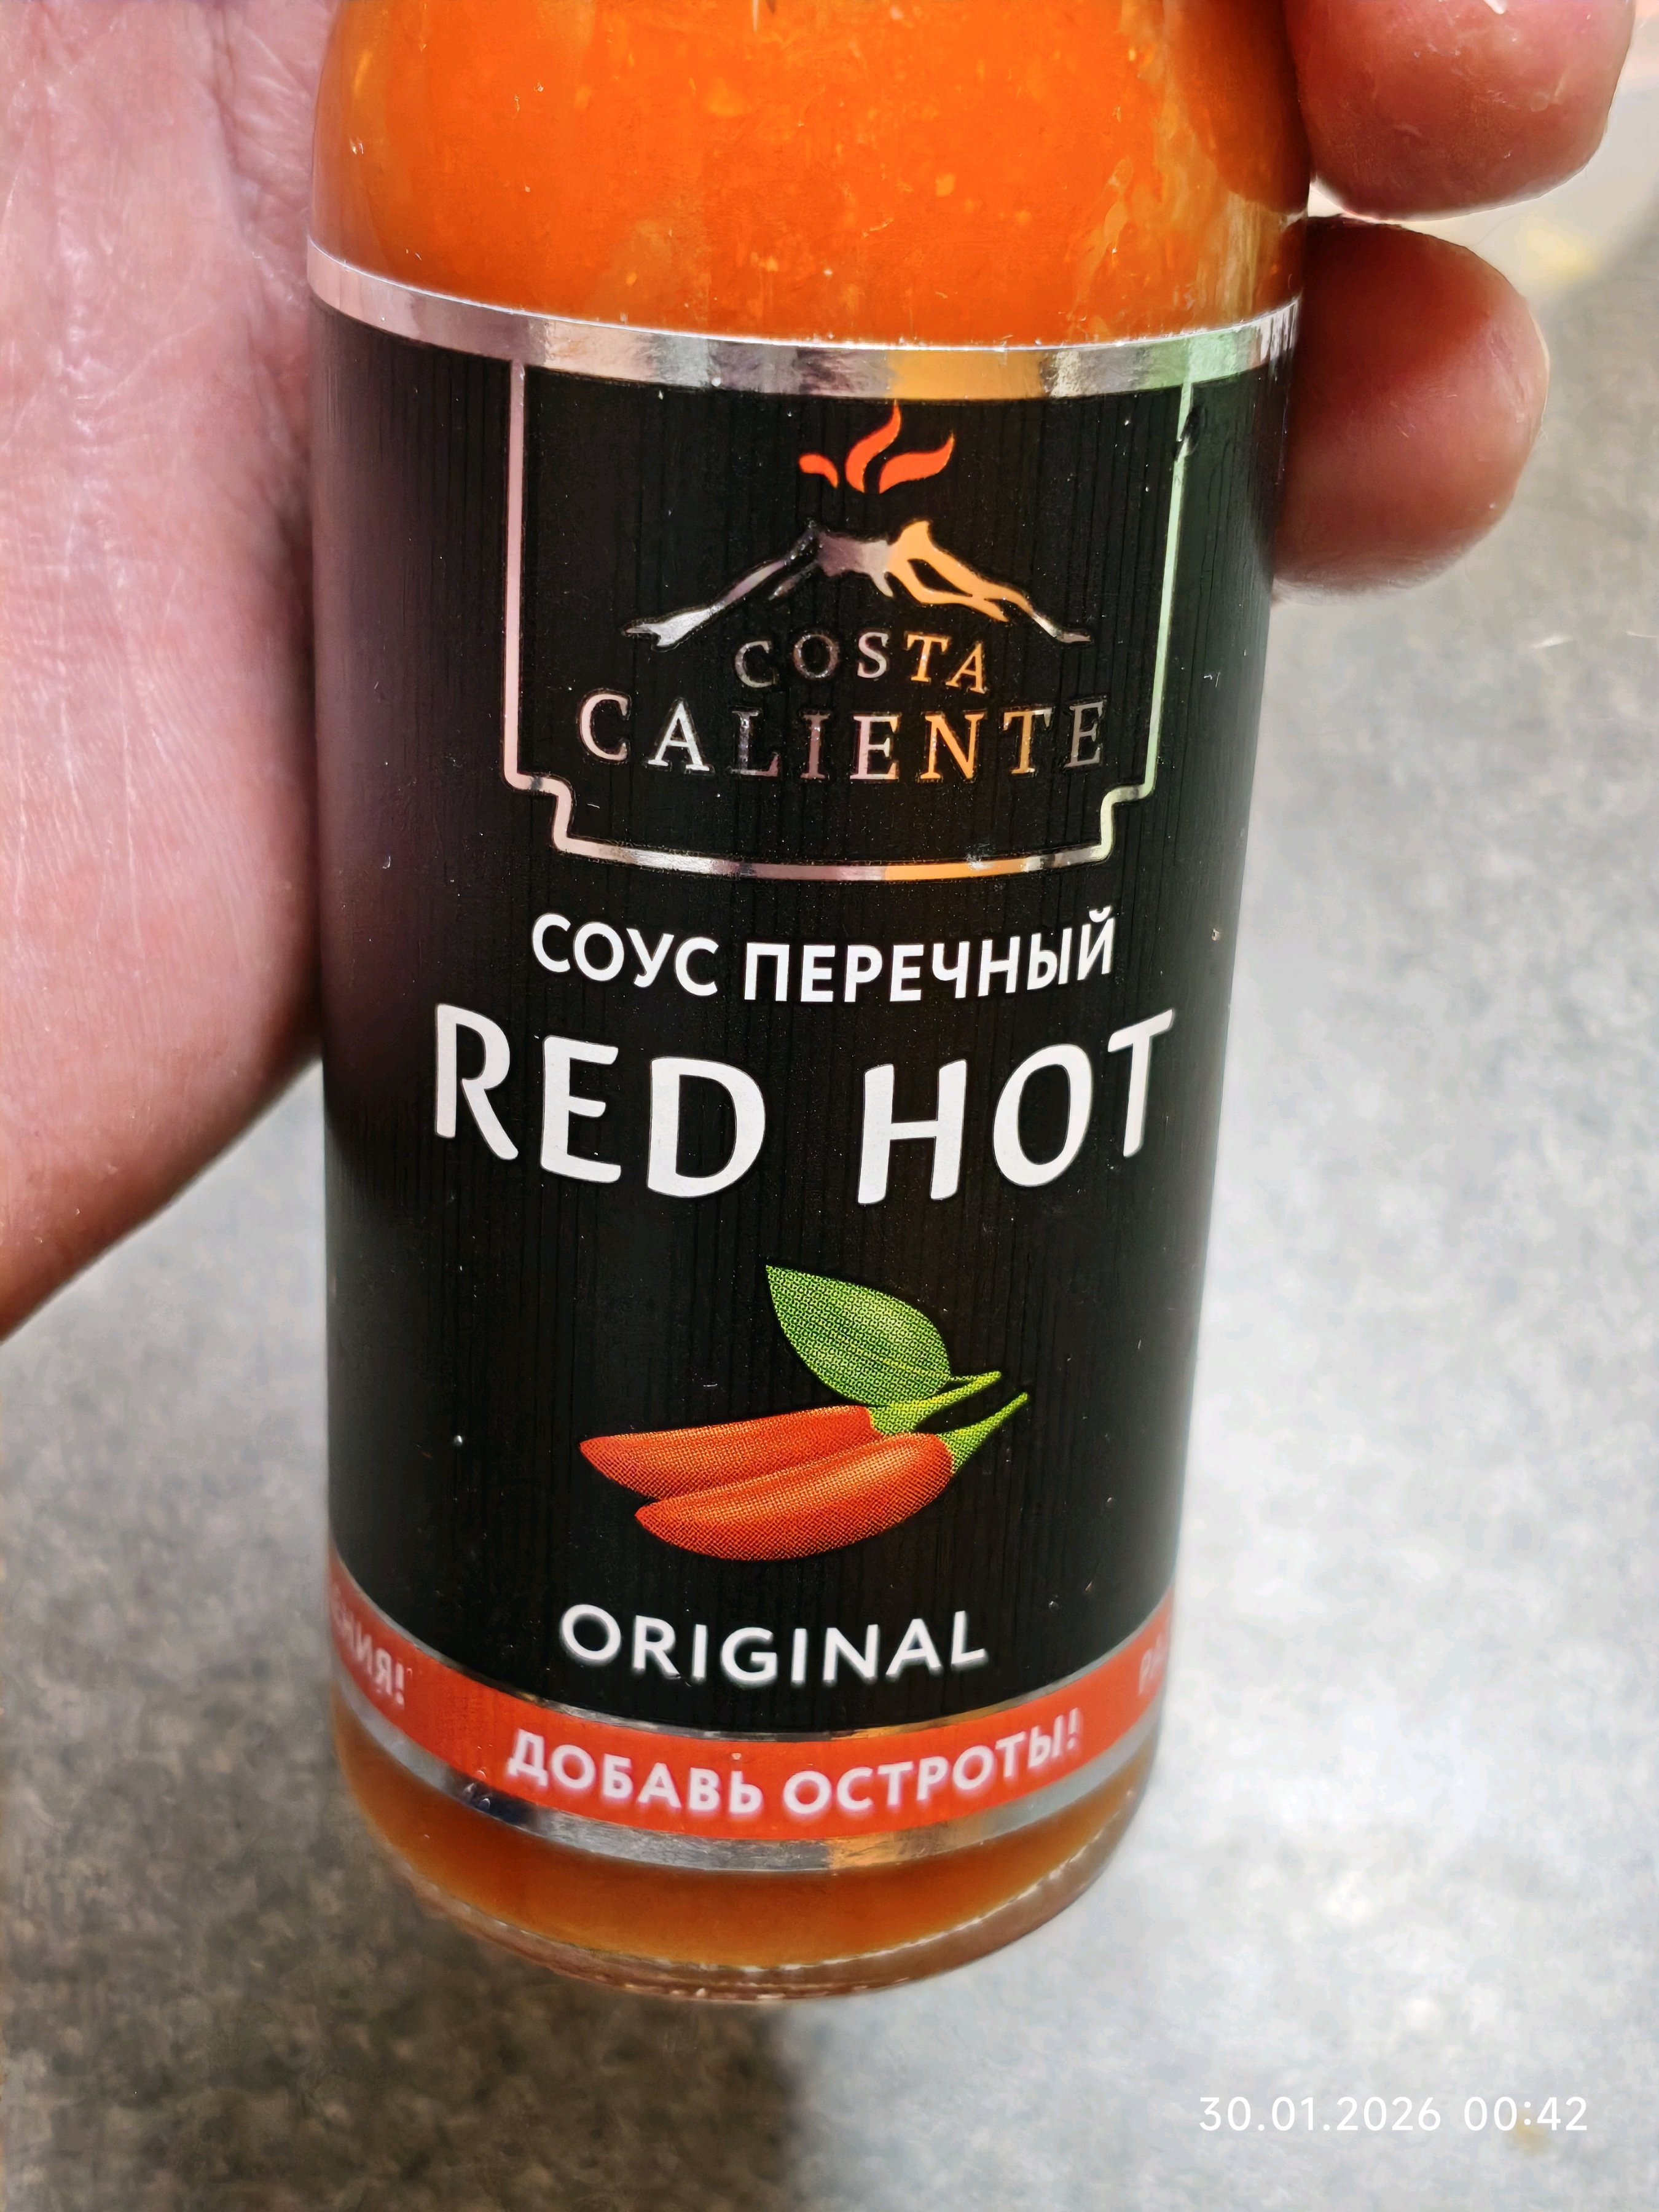 COSTA
CALIENTE
СОУС ПЕРЕЧНЫЙ
RED HOT
ORIGINAL
ДОБАВЬ ОСТРОТЫ!
30.01.2026 00:42